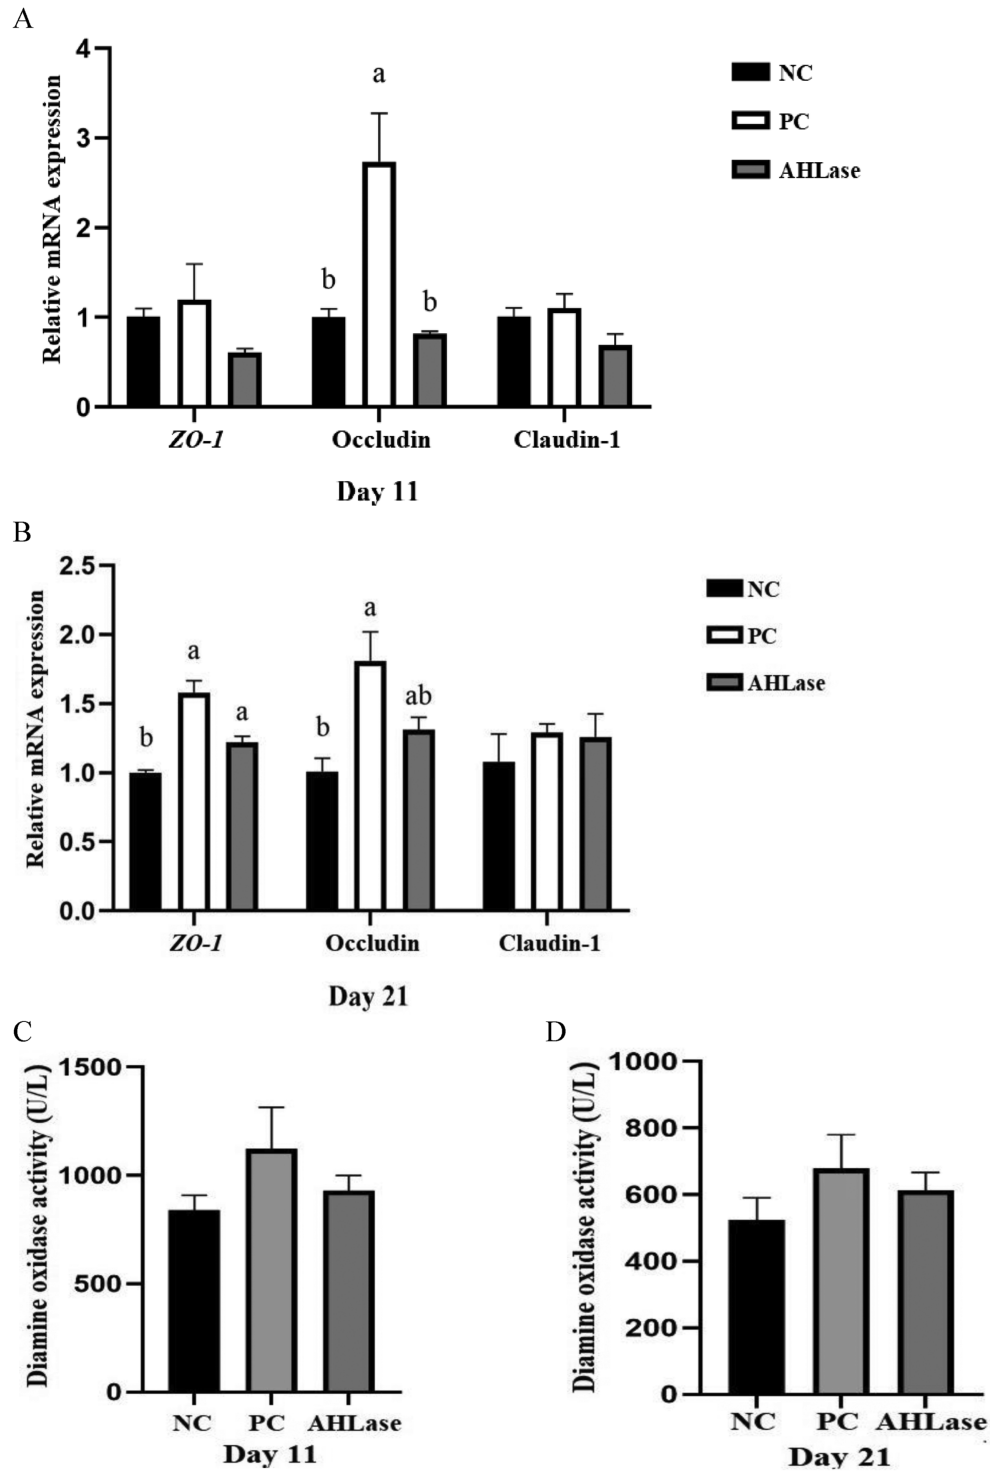 A
Relative mRNA expression
4
3
2
1
0
a
b
b
ZO-1 Occludin Claudin-1
Day 11
NC
PC
AHLase
B
Relative mRNA expression
2.5
2.0
1.5
1.0
0.5
0.0
b
a
a
b
a
ab
ZO-1 Occludin Claudin-1
Day 21
NC
PC
AHLase
C
Diamine oxidase activity (U/L)
1500
1000
500
0
NC PC AHLase
Day 11
D
Diamine oxidase activity (U/L)
1000
800
600
400
200
0
NC PC AHLase
Day 21